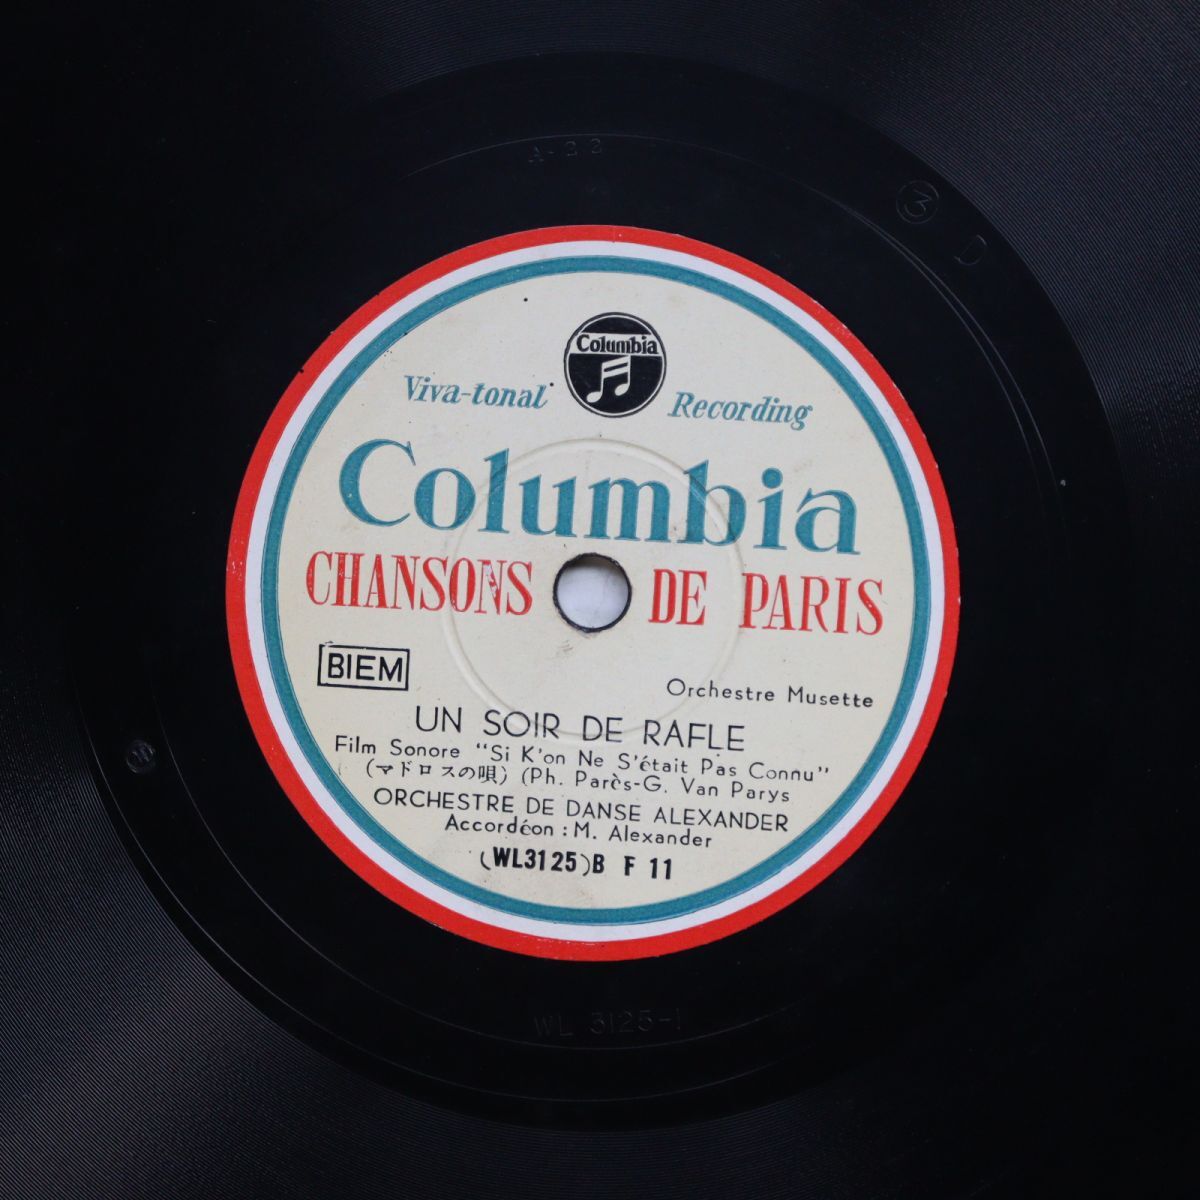 A-22
3 D
Columbia
Viva-tonal Recording
Columbia
CHANSONS DE PARIS
BIEM
Orchestre Musette
UN SOIR DE RAFLE
Film Sonore "Si K'on Ne S'était Pas Connu"
(マドロスの唄) (Ph. Parès-G. Van Parys
ORCHESTRE DE DANSE ALEXANDER
Accordéon : M. Alexander
(WL3125)B F 11
WL 3125-1